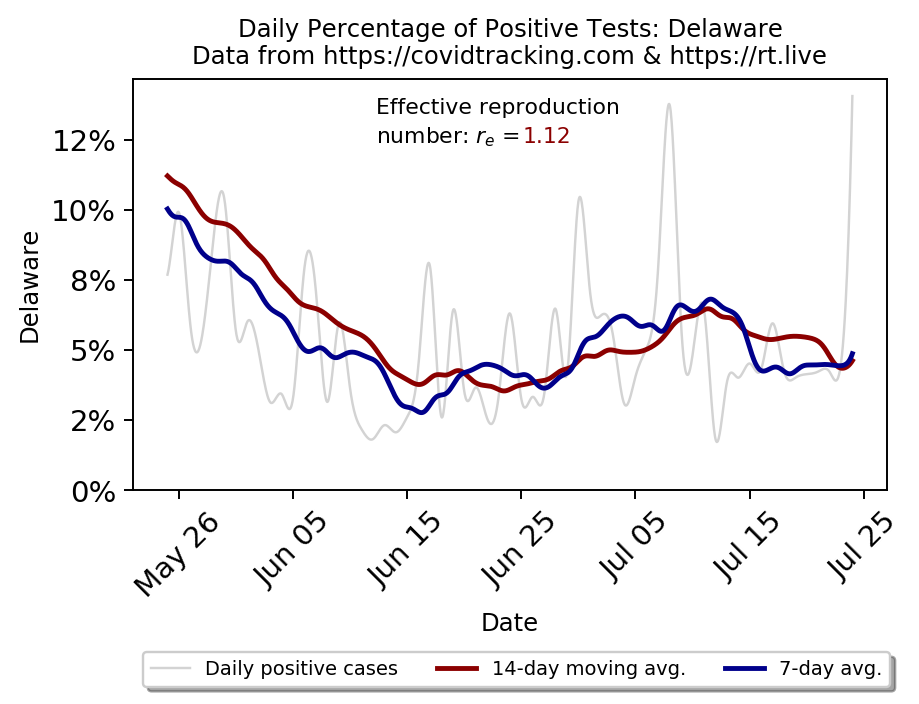 Daily Percentage of Positive Tests: Delaware
Data from https://covidtracking.com & https://rt.live
Effective reproduction
number: rₑ = 1.12
12%
10%
8%
5%
2%
0%
Delaware
May 26
Jun 05
Jun 15
Jun 25
Jul 05
Jul 15
Jul 25
Date
Daily positive cases
14-day moving avg.
7-day avg.